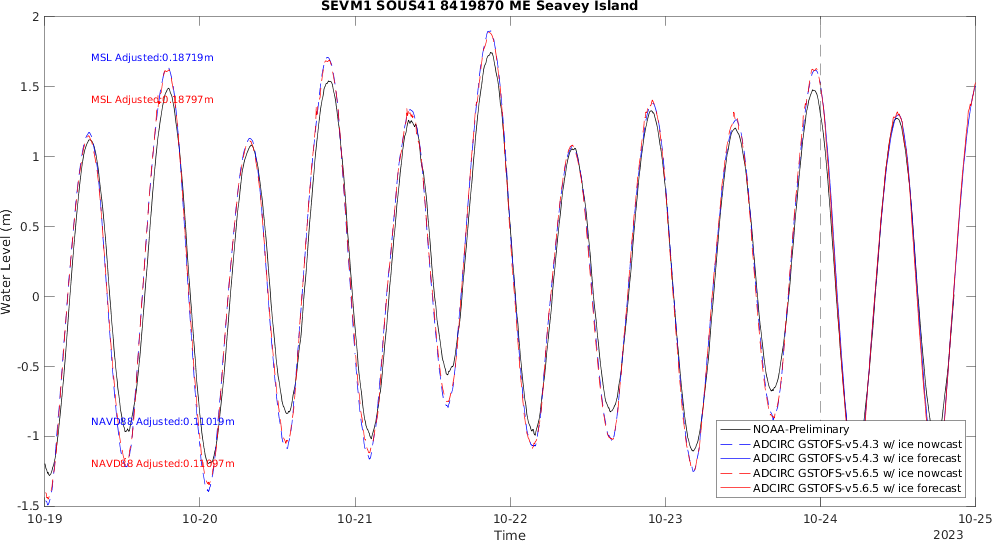 SEVM1 SOUS41 8419870 ME Seavey Island
2
1.5
1
0.5
0
-0.5
-1
-1.5
Water Level (m)
MSL Adjusted:0.18719m
MSL Adjusted:0.18797m
NAVD88 Adjusted:0.11019m
NAVD88 Adjusted:0.11097m
NOAA-Preliminary
ADCIRC GSTOFS-v5.4.3 w/ ice nowcast
ADCIRC GSTOFS-v5.4.3 w/ ice forecast
ADCIRC GSTOFS-v5.6.5 w/ ice nowcast
ADCIRC GSTOFS-v5.6.5 w/ ice forecast
10-19 10-20 10-21 10-22 10-23 10-24 10-25
Time
2023